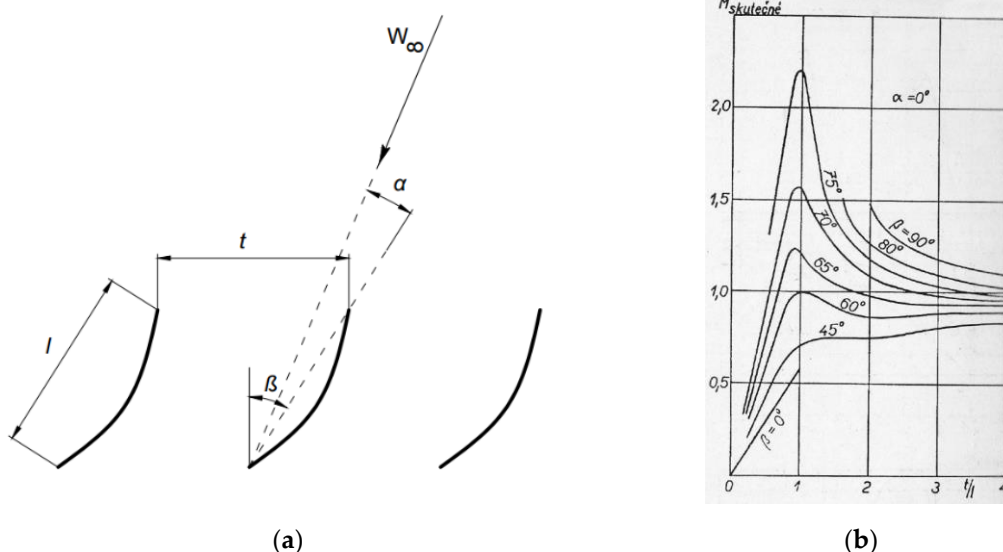 W∞
α
t
l
ß
(a)
M skutečné
2,0
α = 0°
75°
1,5
70°
β = 90°
80°
65°
1,0
60°
45°
0,5
β = 0°
0
1
2
3
t/l
4
(b)